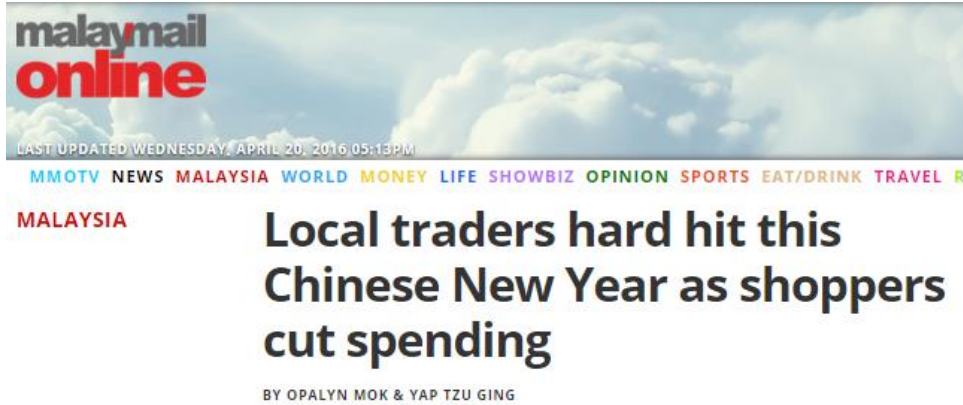 malaymail
online
LAST UPDATED WEDNESDAY, APRIL 20, 2016 05:13PM
MMOTV NEWS MALAYSIA WORLD MONEY LIFE SHOWBIZ OPINION SPORTS EAT/DRINK TRAVEL
MALAYSIA
Local traders hard hit this
Chinese New Year as shoppers
cut spending
BY OPALYN MOK & YAP TZU GING